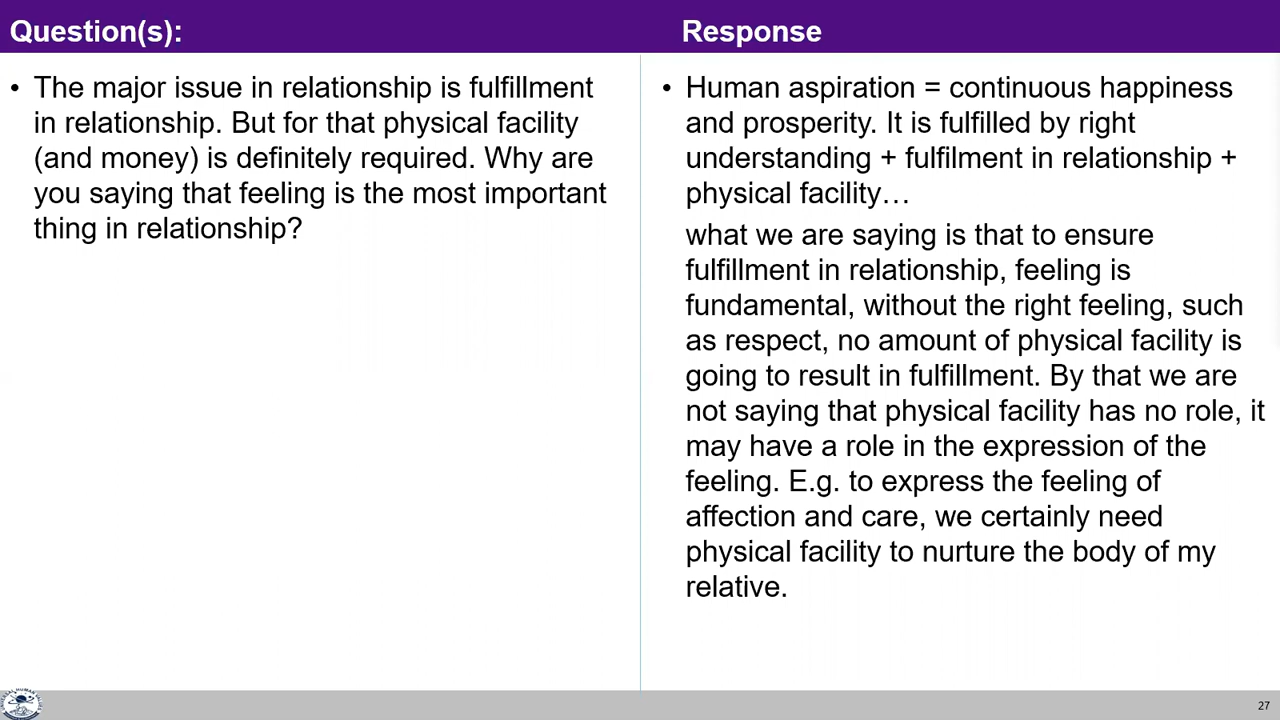 Question(s):
Response
• The major issue in relationship is fulfillment
in relationship. But for that physical facility
(and money) is definitely required. Why are
you saying that feeling is the most important
thing in relationship?
• Human aspiration = continuous happiness
and prosperity. It is fulfilled by right
understanding + fulfilment in relationship +
physical facility…
what we are saying is that to ensure
fulfillment in relationship, feeling is
fundamental, without the right feeling, such
as respect, no amount of physical facility is
going to result in fulfillment. By that we are
not saying that physical facility has no role, it
may have a role in the expression of the
feeling. E.g. to express the feeling of
affection and care, we certainly need
physical facility to nurture the body of my
relative.
27